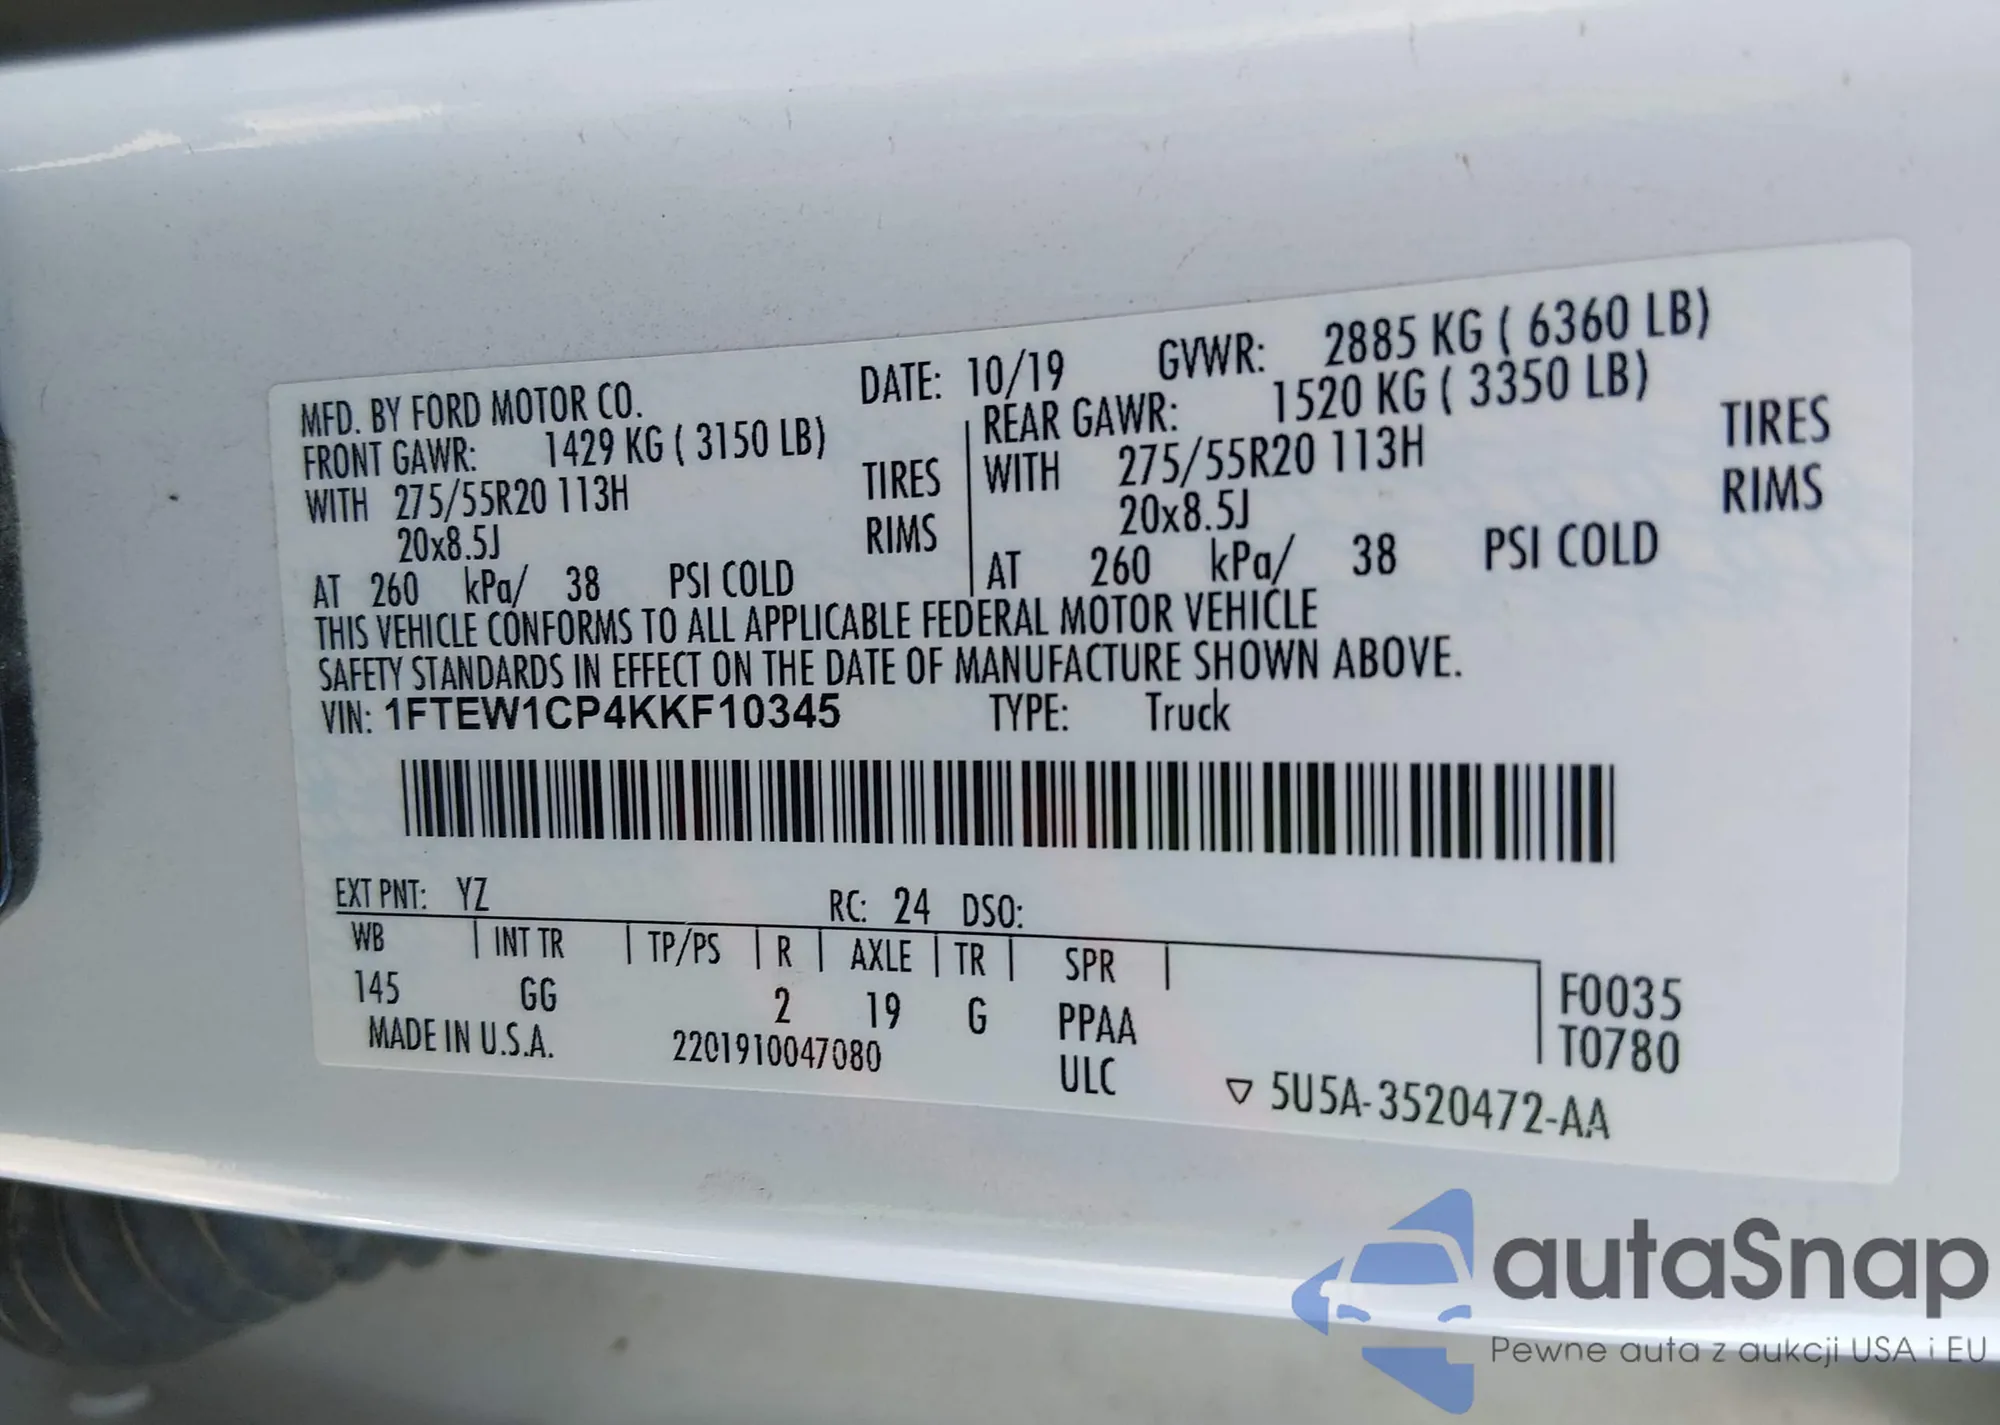 MFD. BY FORD MOTOR CO. DATE: 10/19 GVWR: 2885 KG ( 6360 LB)
FRONT GAWR: 1429 KG ( 3150 LB) REAR GAWR: 1520 KG ( 3350 LB)
WITH 275/55R20 113H TIRES WITH 275/55R20 113H TIRES
20x8.5J RIMS 20x8.5J RIMS
AT 260 kPa/ 38 PSI COLD AT 260 kPa/ 38 PSI COLD
THIS VEHICLE CONFORMS TO ALL APPLICABLE FEDERAL MOTOR VEHICLE
SAFETY STANDARDS IN EFFECT ON THE DATE OF MANUFACTURE SHOWN ABOVE.
VIN: 1FTEW1CP4KKF10345 TYPE: Truck
EXT PNT: YZ RC: 24 DSO:
WB INT TR TP/PS R AXLE TR SPR F0035
145 GG 2 19 G PPAA T0780
MADE IN U.S.A. 2201910047080 ULC ▽ 5U5A-3520472-AA
autaSnap
Pewne auta z aukcji USA i EU